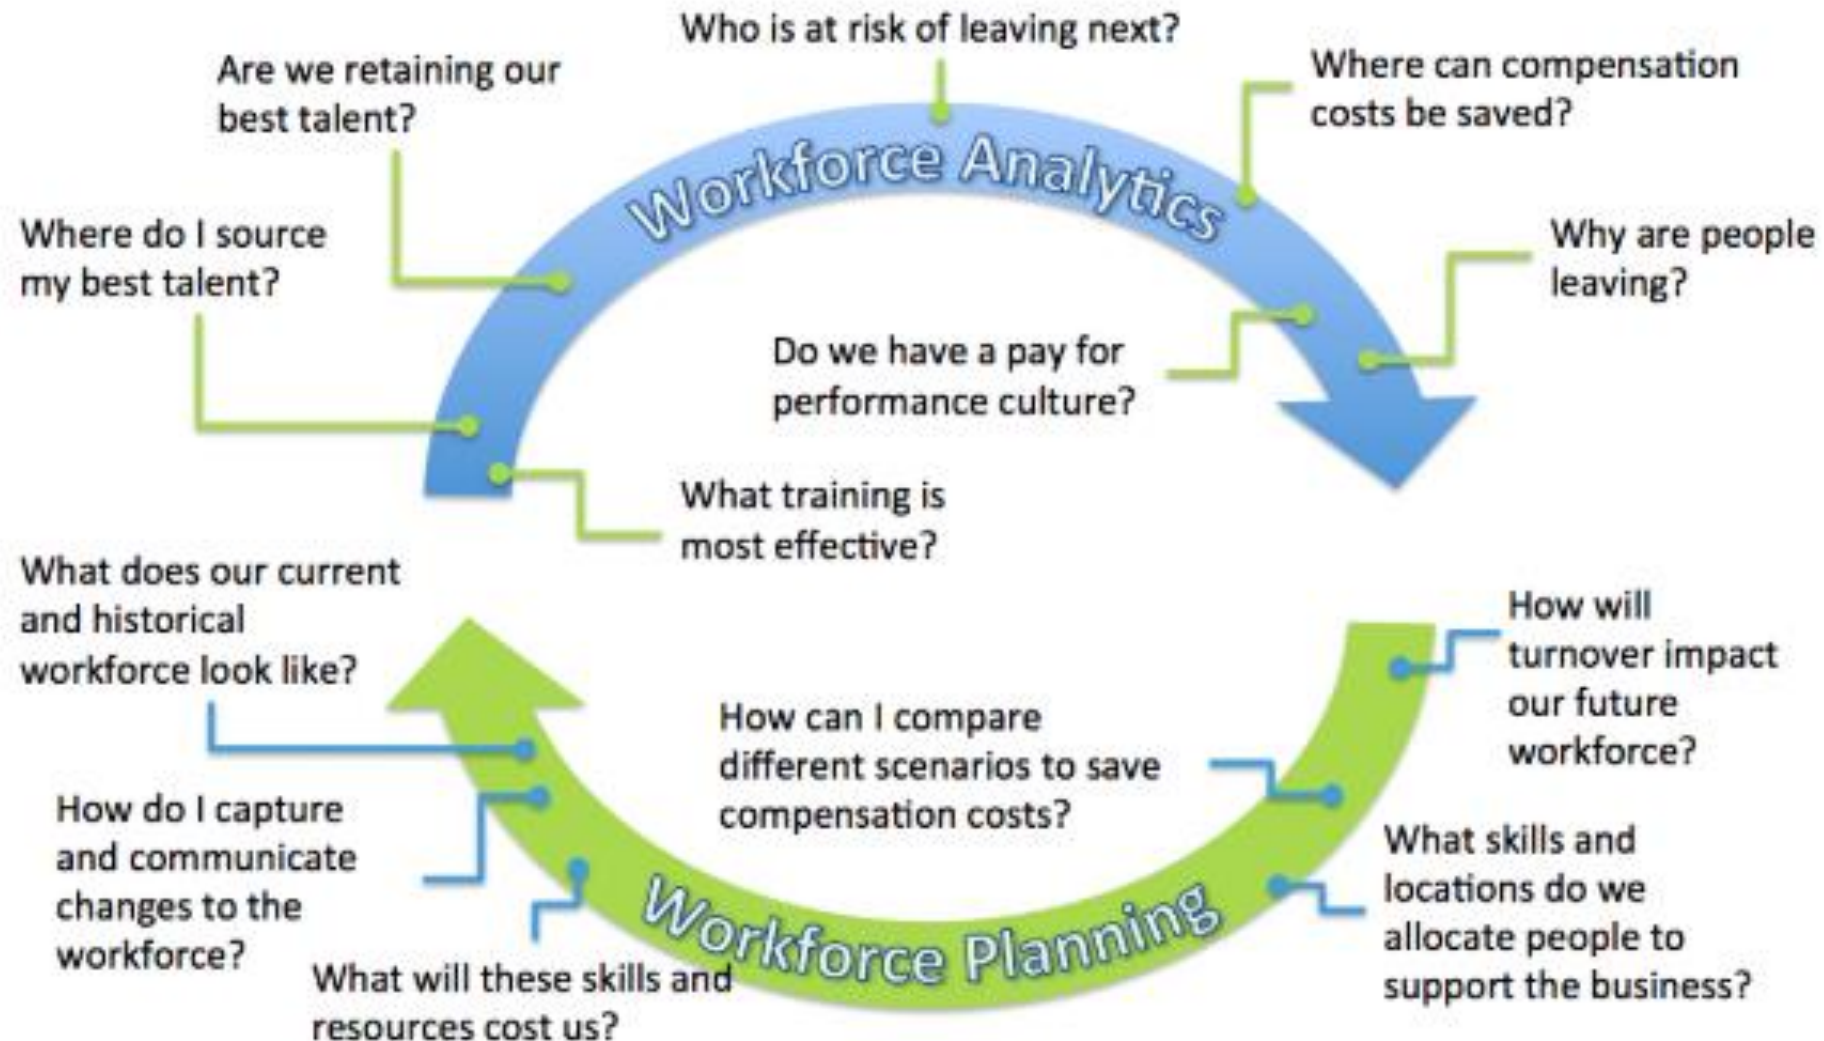 Who is at risk of leaving next?
Are we retaining our
best talent?
Where can compensation
costs be saved?
Workforce Analytics
Where do I source
my best talent?
Why are people
leaving?
Do we have a pay for
performance culture?
What training is
most effective?
What does our current
and historical
workforce look like?
How will
turnover impact
our future
workforce?
How can I compare
different scenarios to save
compensation costs?
How do I capture
and communicate
changes to the
workforce?
What skills and
locations do we
allocate people to
support the business?
Workforce Planning
What will these skills and
resources cost us?